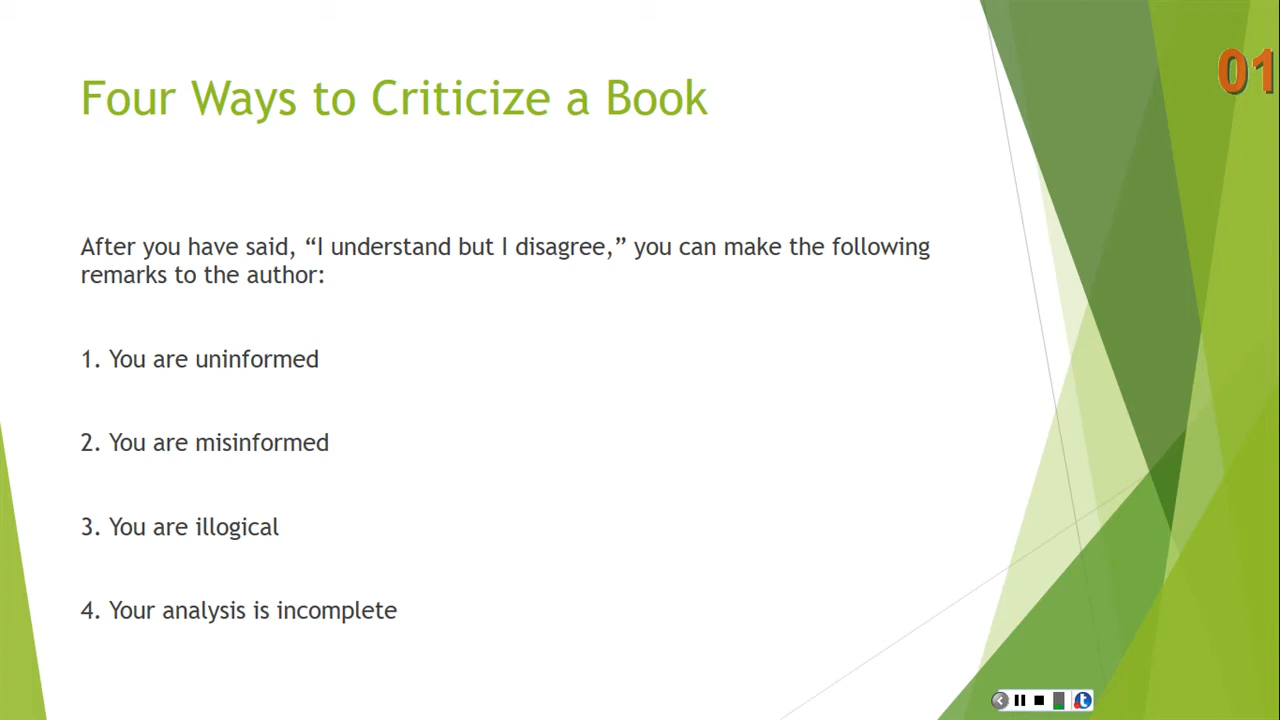 Four Ways to Criticize a Book
01
After you have said, “I understand but I disagree,” you can make the following
remarks to the author:
1. You are uninformed
2. You are misinformed
3. You are illogical
4. Your analysis is incomplete
t